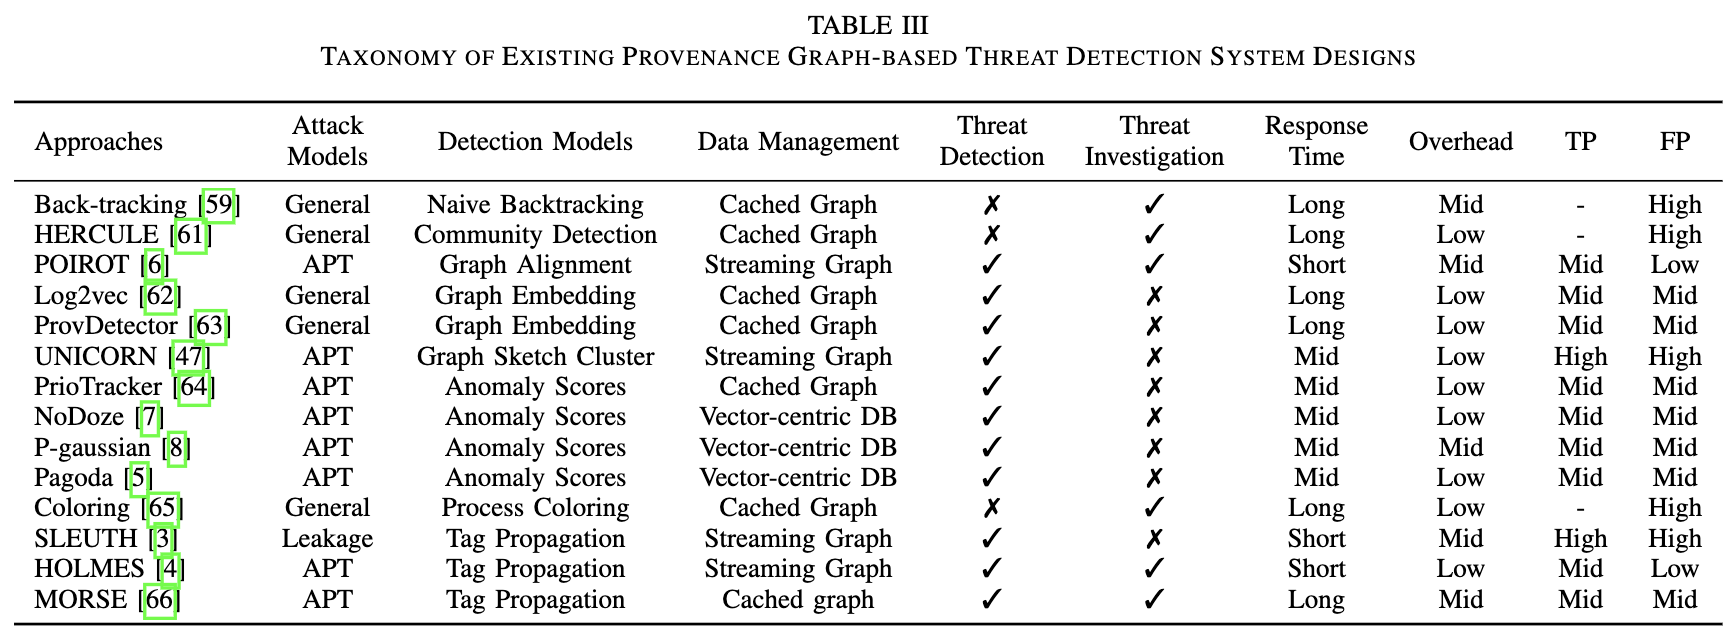 TABLE III
TAXONOMY OF EXISTING PROVENANCE GRAPH-BASED THREAT DETECTION SYSTEM DESIGNS
Approaches Attack Models Detection Models Data Management Threat Detection Threat Investigation Response Time Overhead TP FP
Back-tracking [59] General Naive Backtracking Cached Graph ✗ ✓ Long Mid - High
HERCULE [61] General Community Detection Cached Graph ✗ ✓ Long Low - High
POIROT [6] APT Graph Alignment Streaming Graph ✓ ✓ Short Mid Mid Low
Log2vec [62] General Graph Embedding Cached Graph ✓ ✗ Long Low Mid Mid
ProvDetector [63] General Graph Embedding Cached Graph ✓ ✗ Long Low Mid Mid
UNICORN [47] APT Graph Sketch Cluster Streaming Graph ✓ ✗ Mid Low High High
PrioTracker [64] APT Anomaly Scores Cached Graph ✓ ✗ Mid Low Mid Mid
NoDoze [7] APT Anomaly Scores Vector-centric DB ✓ ✗ Mid Low Mid Mid
P-gaussian [8] APT Anomaly Scores Vector-centric DB ✓ ✗ Mid Mid Mid Mid
Pagoda [5] APT Anomaly Scores Vector-centric DB ✓ ✗ Mid Low Mid Mid
Coloring [65] General Process Coloring Cached Graph ✗ ✓ Long Low - High
SLEUTH [3] Leakage Tag Propagation Streaming Graph ✓ ✗ Short Mid High High
HOLMES [4] APT Tag Propagation Streaming Graph ✓ ✓ Short Low Mid Low
MORSE [66] APT Tag Propagation Cached graph ✓ ✓ Long Mid Mid Mid